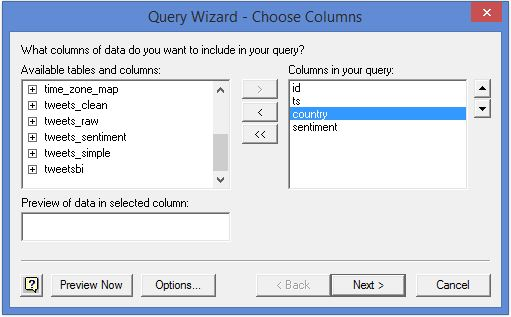 Query Wizard - Choose Columns
×
What columns of data do you want to include in your query?
Available tables and columns:
time_zone_map
tweets_clean
tweets_raw
tweets_sentiment
tweets_simple
tweetsbi
>
<
<<
Columns in your query:
id
ts
country
sentiment
Preview of data in selected column:
?
Preview Now
Options...
< Back
Next >
Cancel